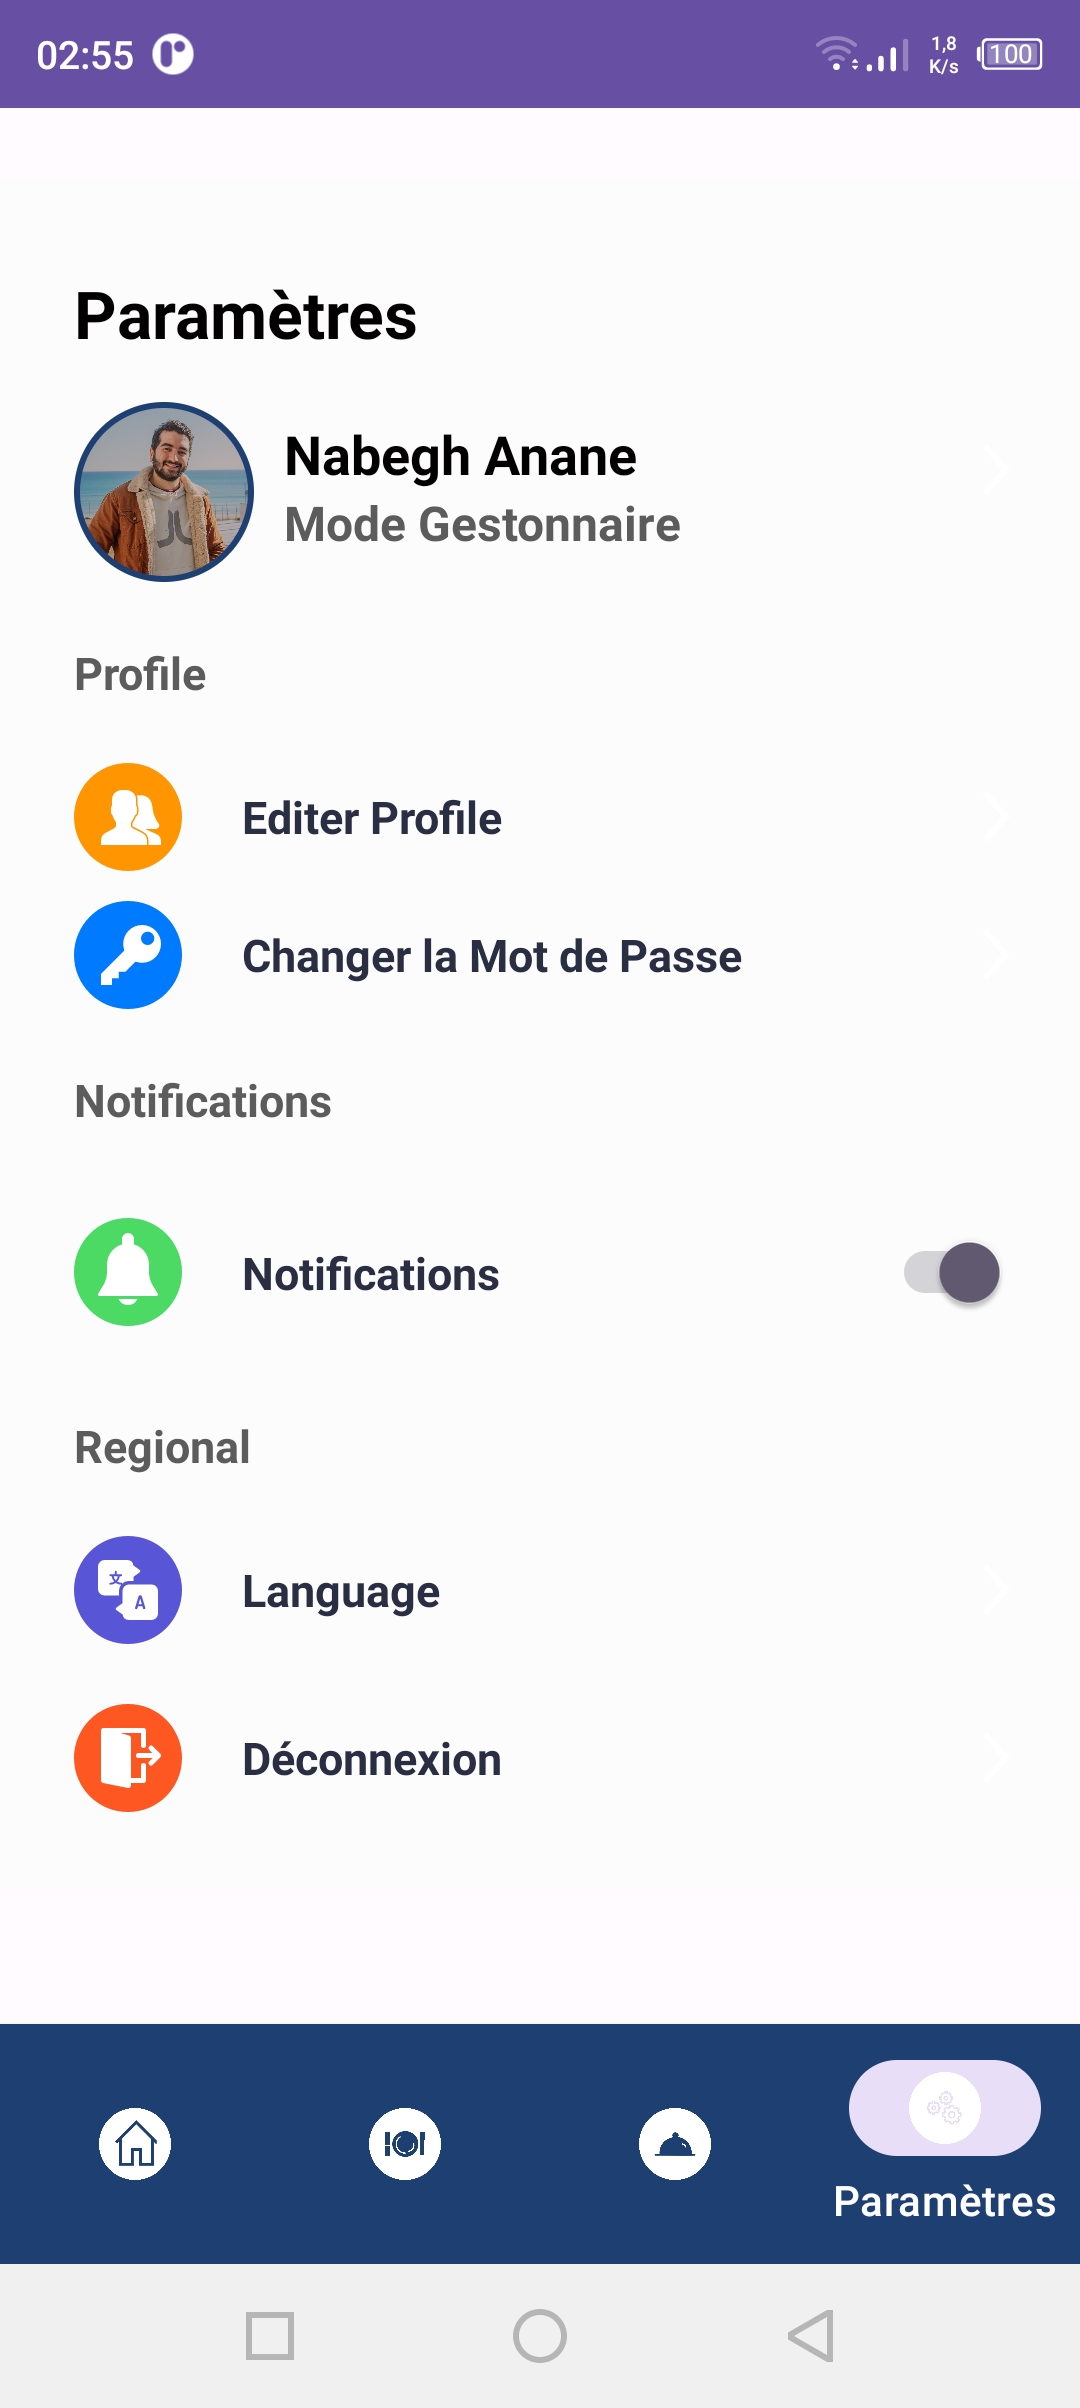 02:55
1,8
K/s
100
Paramètres
Nabegh Anane
Mode Gestonnaire
Profile
Editer Profile
Changer la Mot de Passe
Notifications
Notifications
Regional
文
A
Language
Déconnexion
Paramètres